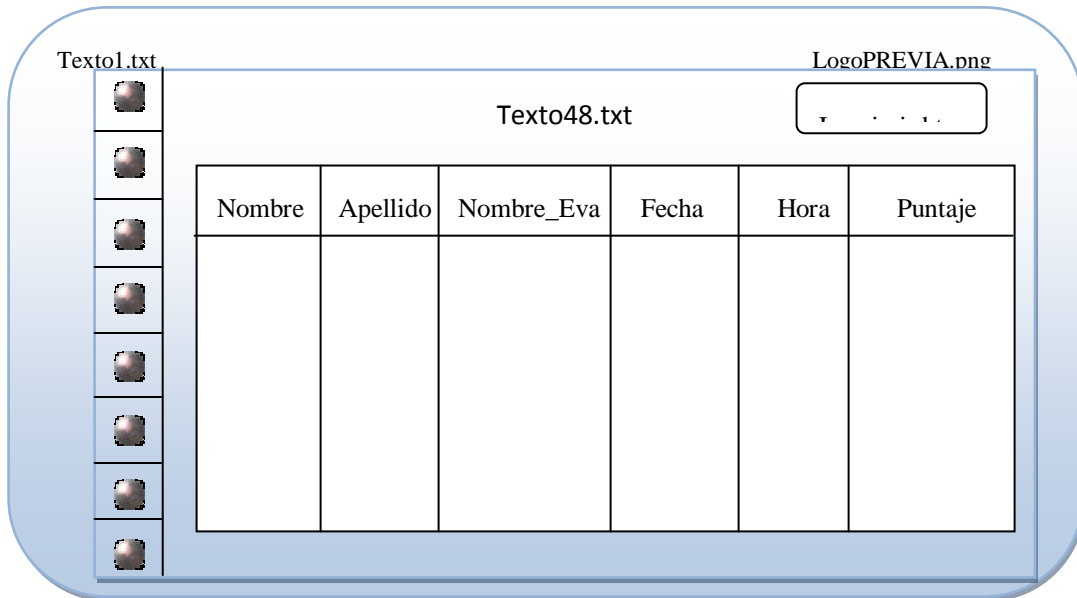 Texto1.txt LogoPREVIA.png
Texto48.txt
Nombre Apellido Nombre_Eva Fecha Hora Puntaje